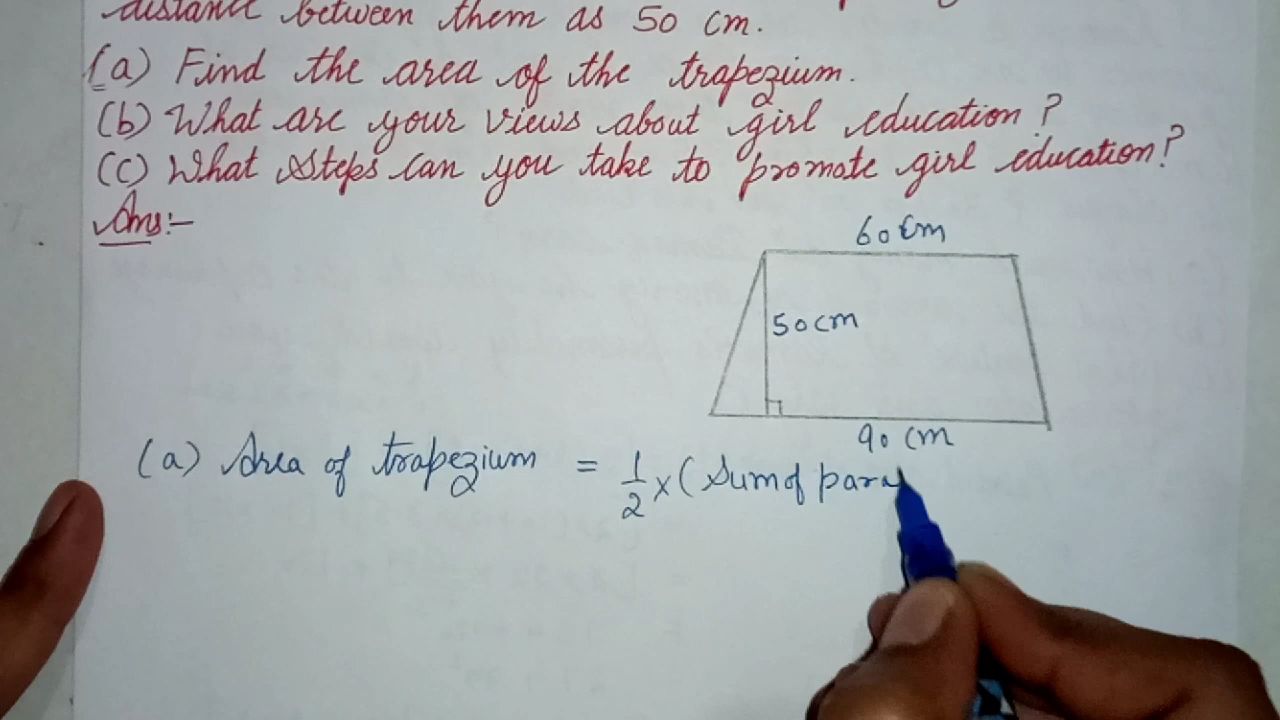 distance between them as 50 cm.
(a) Find the area of the trapezium.
(b) What are your views about girl education?
(c) What steps can you take to promote girl education?
Ans:-
60 cm
50 cm
90 cm
(a) Area of trapezium = 1/2 × ( Sum of para